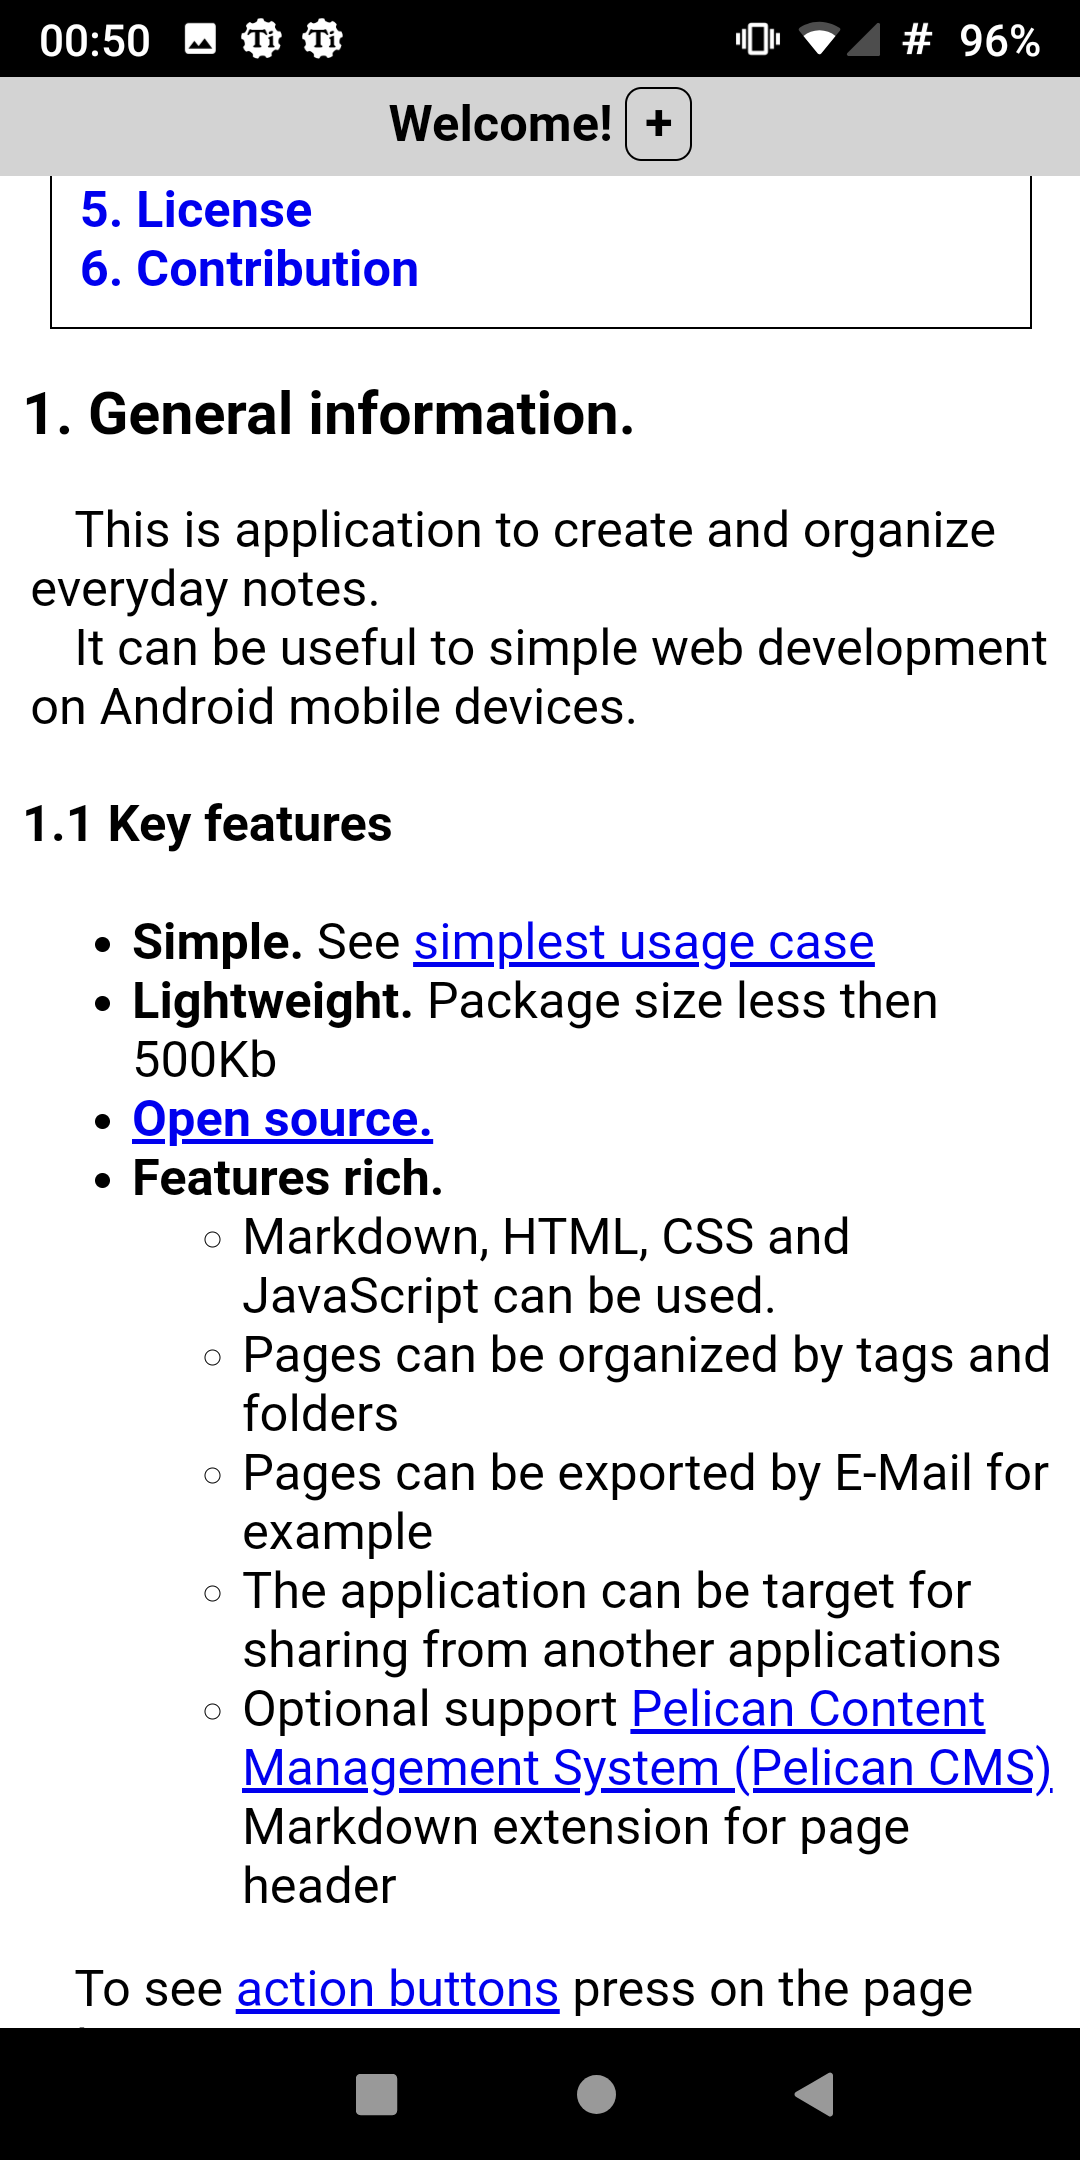 00:50 Ti Ti # 96%
Welcome! +
5. License
6. Contribution
1. General information.
This is application to create and organize
everyday notes.
It can be useful to simple web development
on Android mobile devices.
1.1 Key features
• Simple. See simplest usage case
• Lightweight. Package size less then
500Kb
• Open source.
• Features rich.
○ Markdown, HTML, CSS and
JavaScript can be used.
○ Pages can be organized by tags and
folders
○ Pages can be exported by E-Mail for
example
○ The application can be target for
sharing from another applications
○ Optional support Pelican Content
Management System (Pelican CMS)
Markdown extension for page
header
To see action buttons press on the page